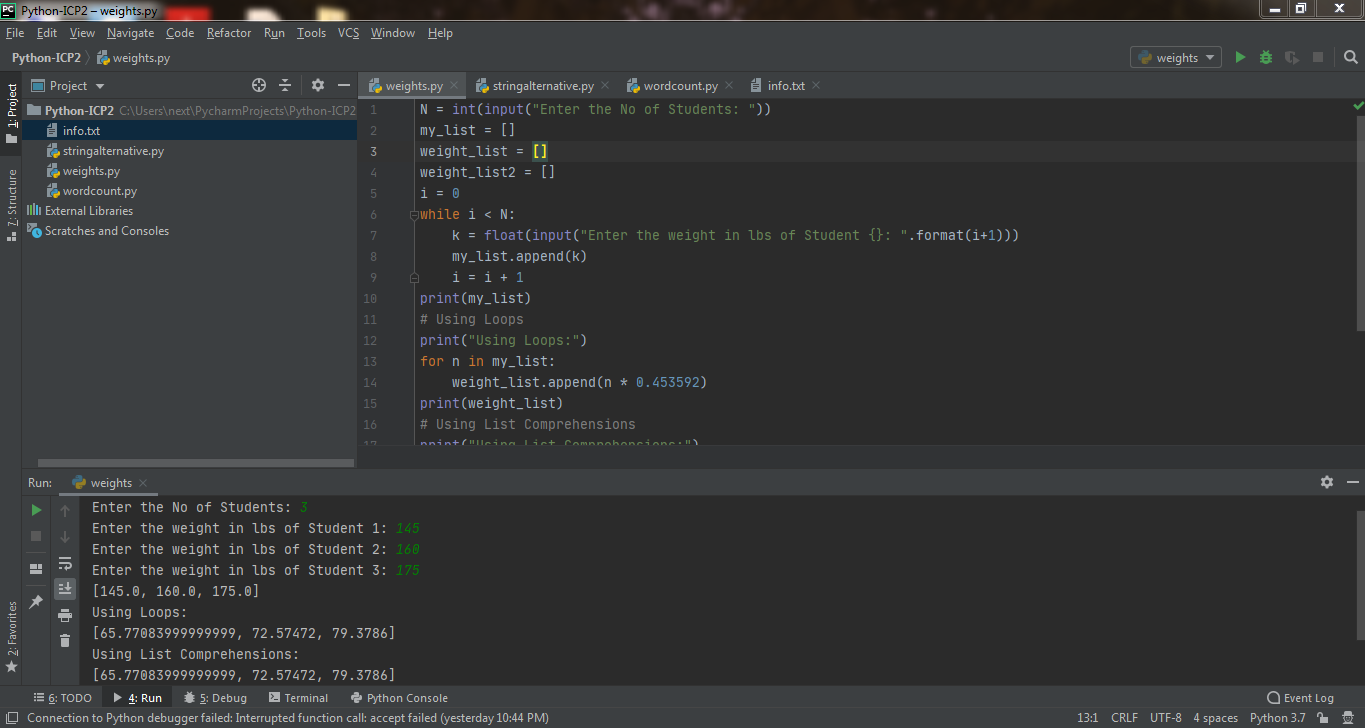 PC Python-ICP2 – weights.py
File Edit View Navigate Code Refactor Run Tools VCS Window Help
Python-ICP2 weights.py weights
1: Project
7: Structure
2: Favorites
Project
Python-ICP2 C:\Users\next\PycharmProjects\Python-ICP2
info.txt
stringalternative.py
weights.py
wordcount.py
External Libraries
Scratches and Consoles
weights.py stringalternative.py wordcount.py info.txt
1 N = int(input("Enter the No of Students: "))
2 my_list = []
3 weight_list = []
4 weight_list2 = []
5 i = 0
6 while i < N:
7 k = float(input("Enter the weight in lbs of Student {}: ".format(i+1)))
8 my_list.append(k)
9 i = i + 1
10 print(my_list)
11 # Using Loops
12 print("Using Loops:")
13 for n in my_list:
14 weight_list.append(n * 0.453592)
15 print(weight_list)
16 # Using List Comprehensions
17 print("Using List Comprehensions:")
Run: weights
Enter the No of Students: 3
Enter the weight in lbs of Student 1: 145
Enter the weight in lbs of Student 2: 160
Enter the weight in lbs of Student 3: 175
[145.0, 160.0, 175.0]
Using Loops:
[65.77083999999999, 72.57472, 79.3786]
Using List Comprehensions:
[65.77083999999999, 72.57472, 79.3786]
6: TODO 4: Run 5: Debug Terminal Python Console Event Log
Connection to Python debugger failed: Interrupted function call: accept failed (yesterday 10:44 PM) 13:1 CRLF UTF-8 4 spaces Python 3.7